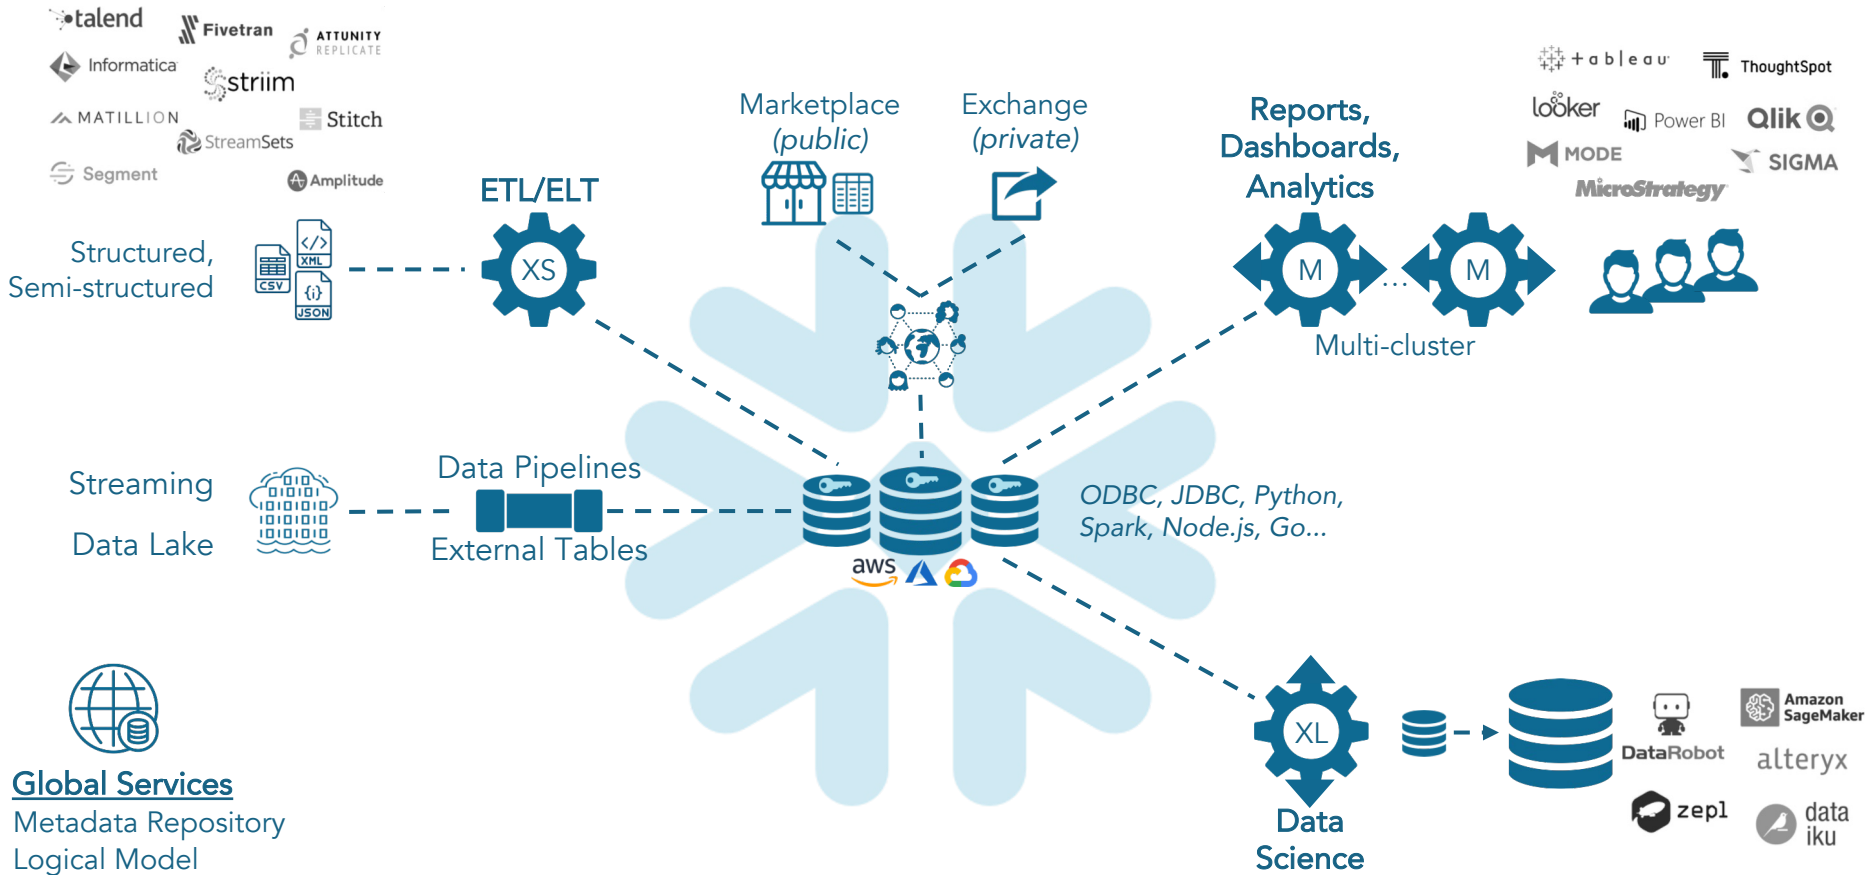 talend
Fivetran
ATTUNITY
REPLICATE
Informatica
striim
MATILLION
Stitch
StreamSets
Segment
Amplitude
Structured,
Semi-structured
CSV
XML
JSON
{i}
</>
ETL/ELT
XS
Marketplace
(public)
Exchange
(private)
Reports,
Dashboards,
Analytics
M
...
M
Multi-cluster
+ableau
ThoughtSpot
looker
Power BI
Qlik
MODE
SIGMA
MicroStrategy
Streaming
Data Lake
Data Pipelines
External Tables
aws
ODBC, JDBC, Python,
Spark, Node.js, Go...
Global Services
Metadata Repository
Logical Model
XL
Data
Science
DataRobot
Amazon
SageMaker
alteryx
zepl
data
iku